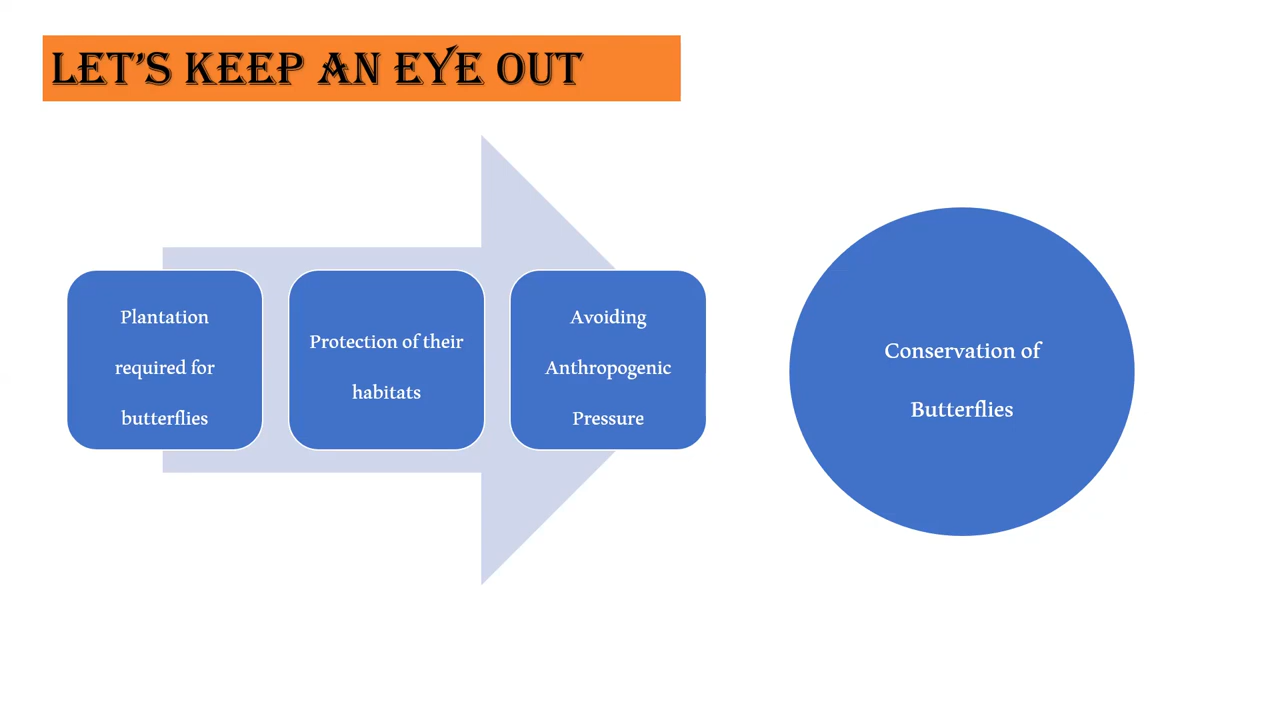 LET'S KEEP AN EYE OUT
Plantation
required for
butterflies
Protection of their
habitats
Avoiding
Anthropogenic
Pressure
Conservation of
Butterflies